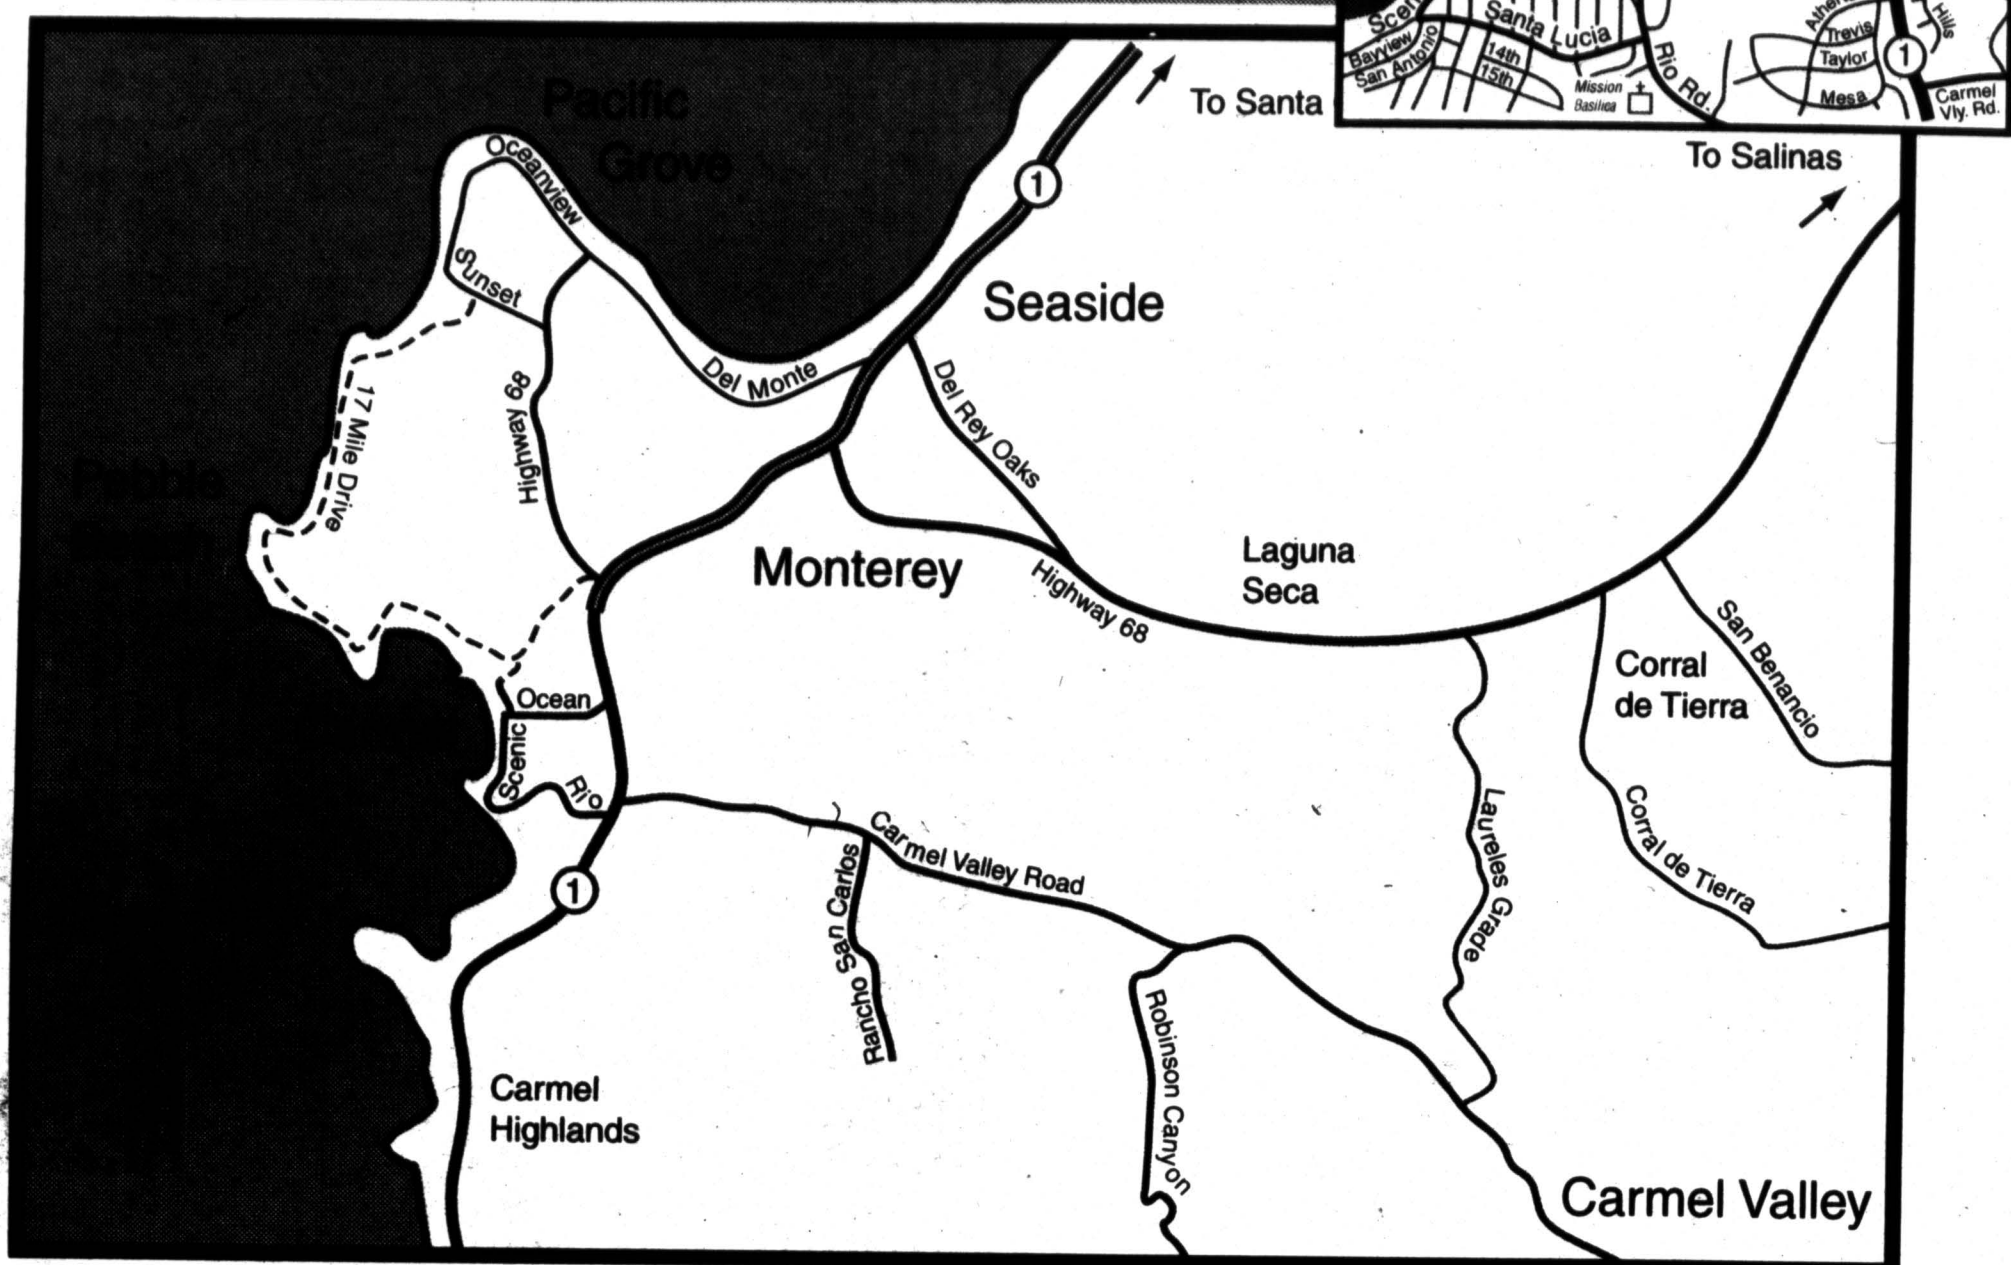 Santa Lucia
Bayview
San Antonio
14th
15th
Mission
Basilica
Rio Rd.
Trevis
Taylor
Mesa
1
Hills
Carmel
Vly. Rd.
Pacific
Grove
To Santa
To Salinas
1
Oceanview
Sunset
Seaside
Del Monte
Del Rey Oaks
17 Mile Drive
Highway 68
Pebble
Beach
Monterey
Highway 68
Laguna
Seca
Corral
de Tierra
San Benancio
Ocean
Scenic
Rio
Carmel Valley Road
Rancho San Carlos
Laureles Grade
Corral de Tierra
1
Robinson Canyon
Carmel
Highlands
Carmel Valley